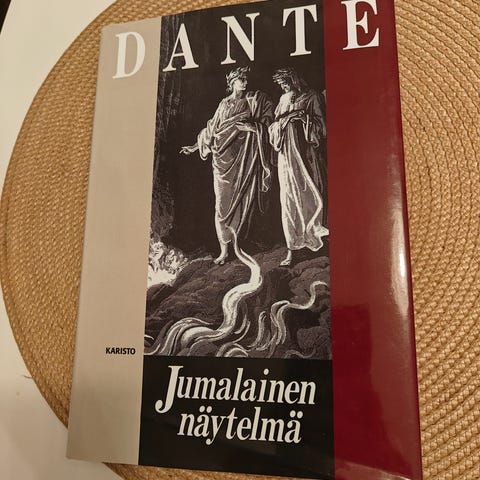 DANTE
KARISTO
Jumalainen
näytelmä